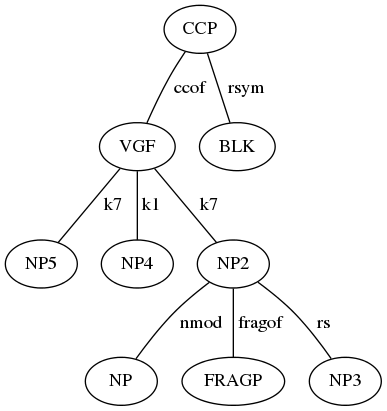 CCP
ccof rsym
VGF BLK
k7 k1 k7
NP5 NP4 NP2
nmod fragof rs
NP FRAGP NP3